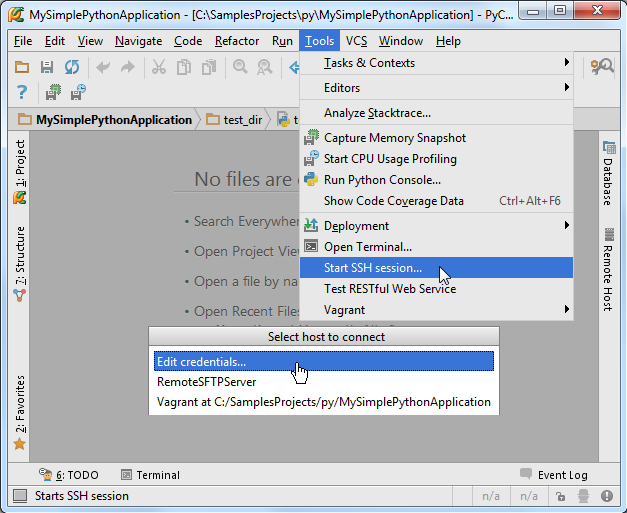 MySimplePythonApplication - [C:\SamplesProjects\py\MySimplePythonApplication] - PyC...
File Edit View Navigate Code Refactor Run Tools VCS Window Help
MySimplePythonApplication test_dir t
Tasks & Contexts
Editors
Analyze Stacktrace...
Capture Memory Snapshot
Start CPU Usage Profiling
Run Python Console...
Show Code Coverage Data Ctrl+Alt+F6
Deployment
Open Terminal...
Start SSH session...
Test RESTful Web Service
Vagrant
1: Project
7: Structure
2: Favorites
No files are
• Search Everywhe
• Open Project Vie
• Open a file by na
• Open Recent Files
Database
Remote Host
Select host to connect
Edit credentials...
RemoteSFTPServer
Vagrant at C:/SamplesProjects/py/MySimplePythonApplication
6: TODO Terminal Event Log
Starts SSH session n/a n/a